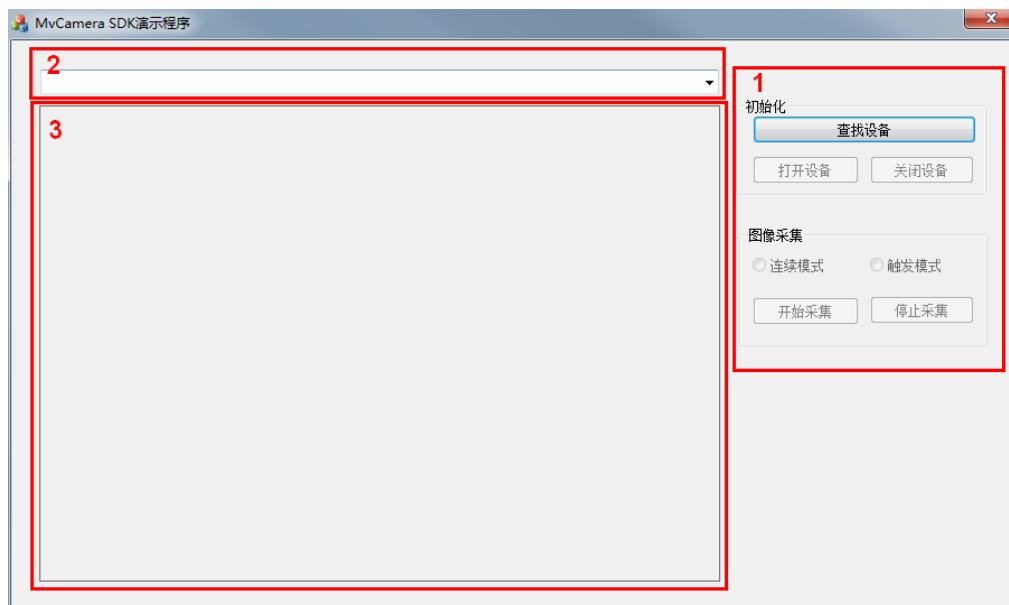 MvCamera SDK演示程序
2
1
初始化
查找设备
3
打开设备 关闭设备
图像采集
连续模式 触发模式
开始采集 停止采集